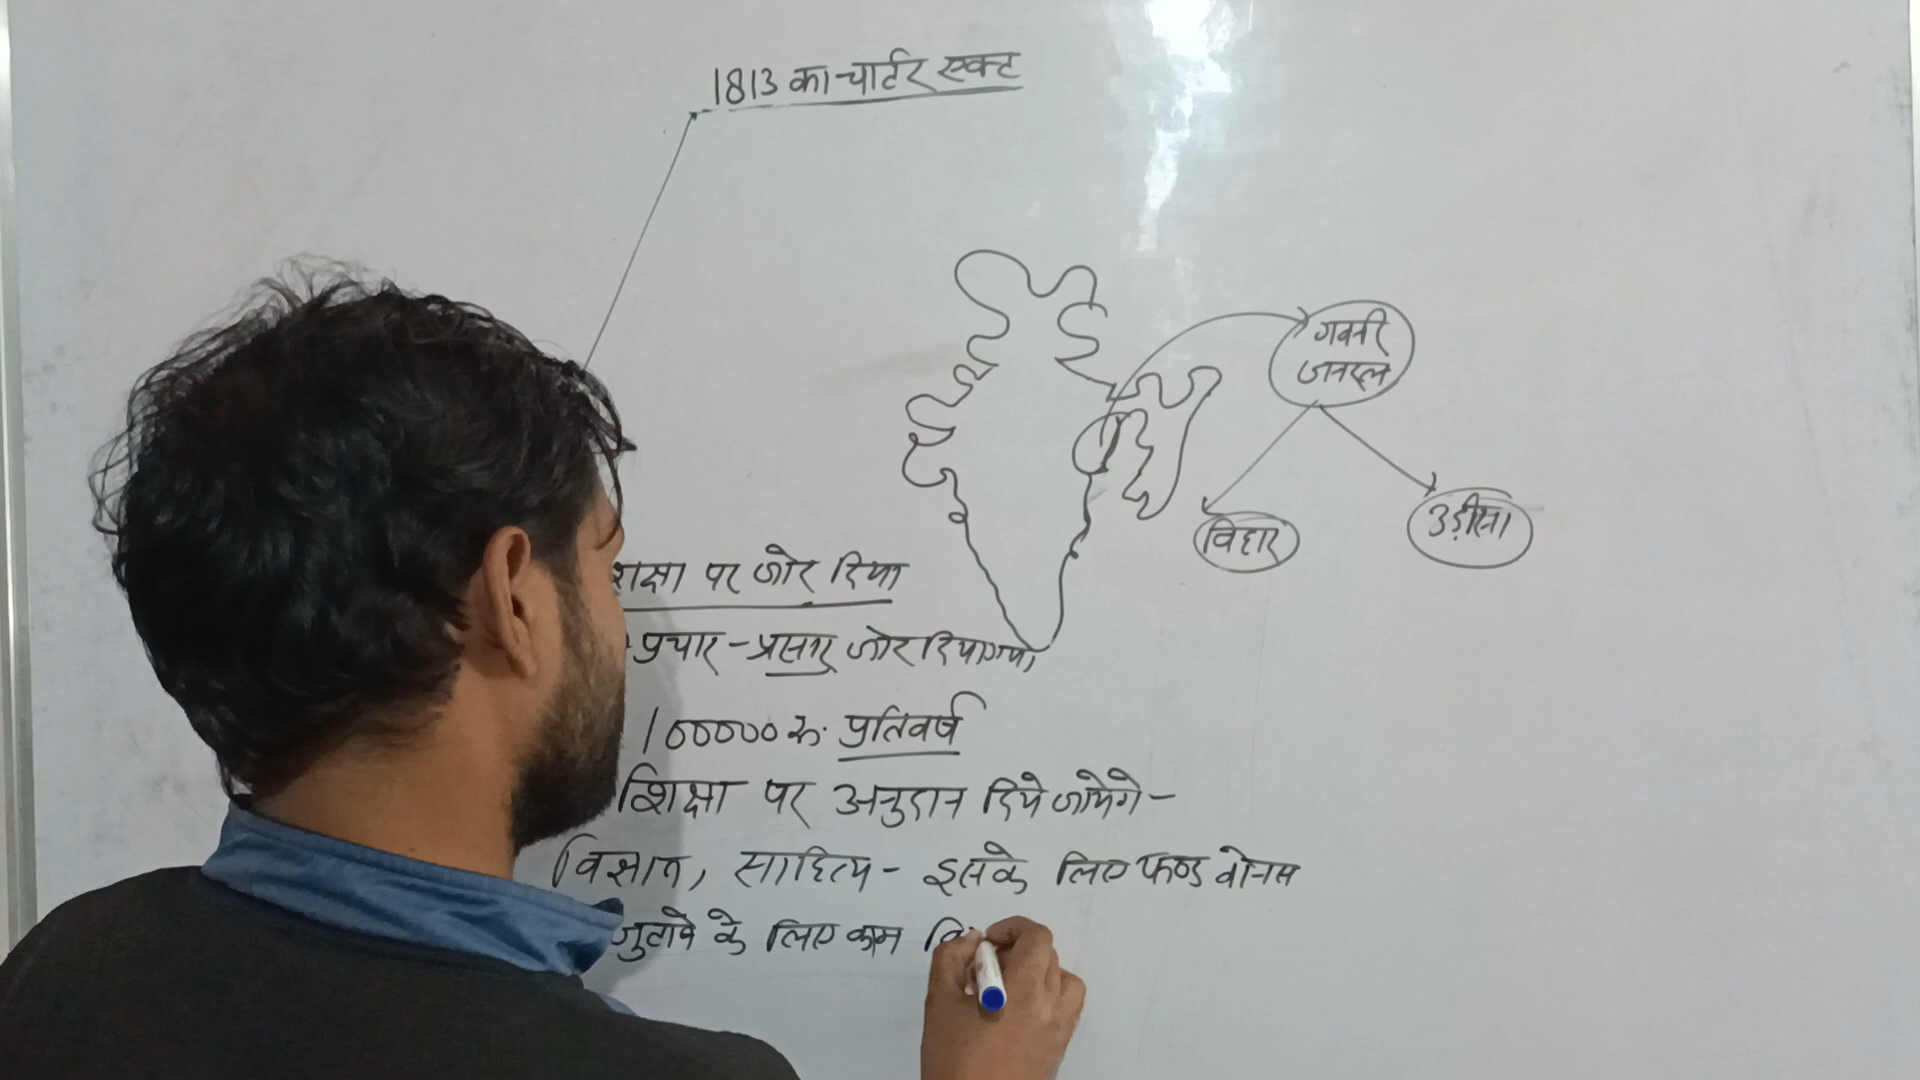 1813 का चार्टर एक्ट
गवर्नर
जनरल
विहार
उड़ीसा
शिक्षा पर जोर दिया
प्रचार - प्रसार जोर दिया गया
100000 रु. प्रतिवर्ष
शिक्षा पर अनुदान दिये जायेगे -
विज्ञान, साहित्य - इसके लिए फण्ड वोनस
जुटाने के लिए काम